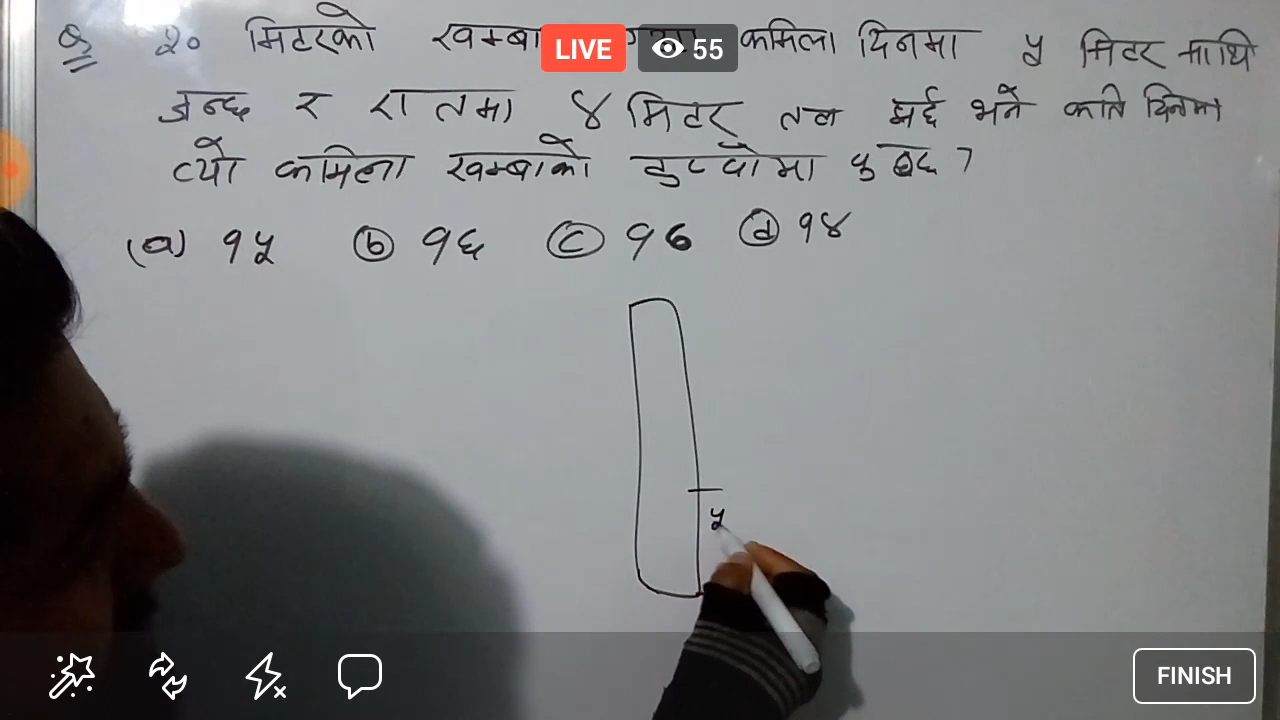 Q २० मिटरको खम्बा कमिला दिनमा ५ मिटर माथि
LIVE 55
जान्छ र रातमा ४ मिटर तल झर्छ भने कति दिनमा
त्यो कमिला खम्बाको टुप्पोमा पुग्छ ?
(a) १५ (b) १६ (c) १७ (d) १४
५
FINISH